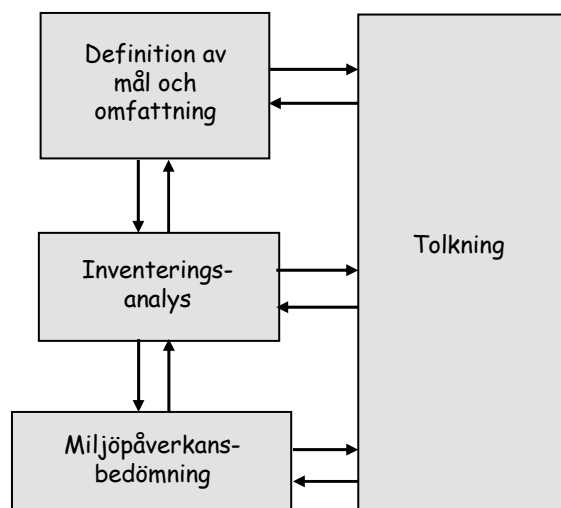 Definition av
mål och
omfattning
Tolkning
Inventerings-
analys
Miljöpåverkans-
bedömning